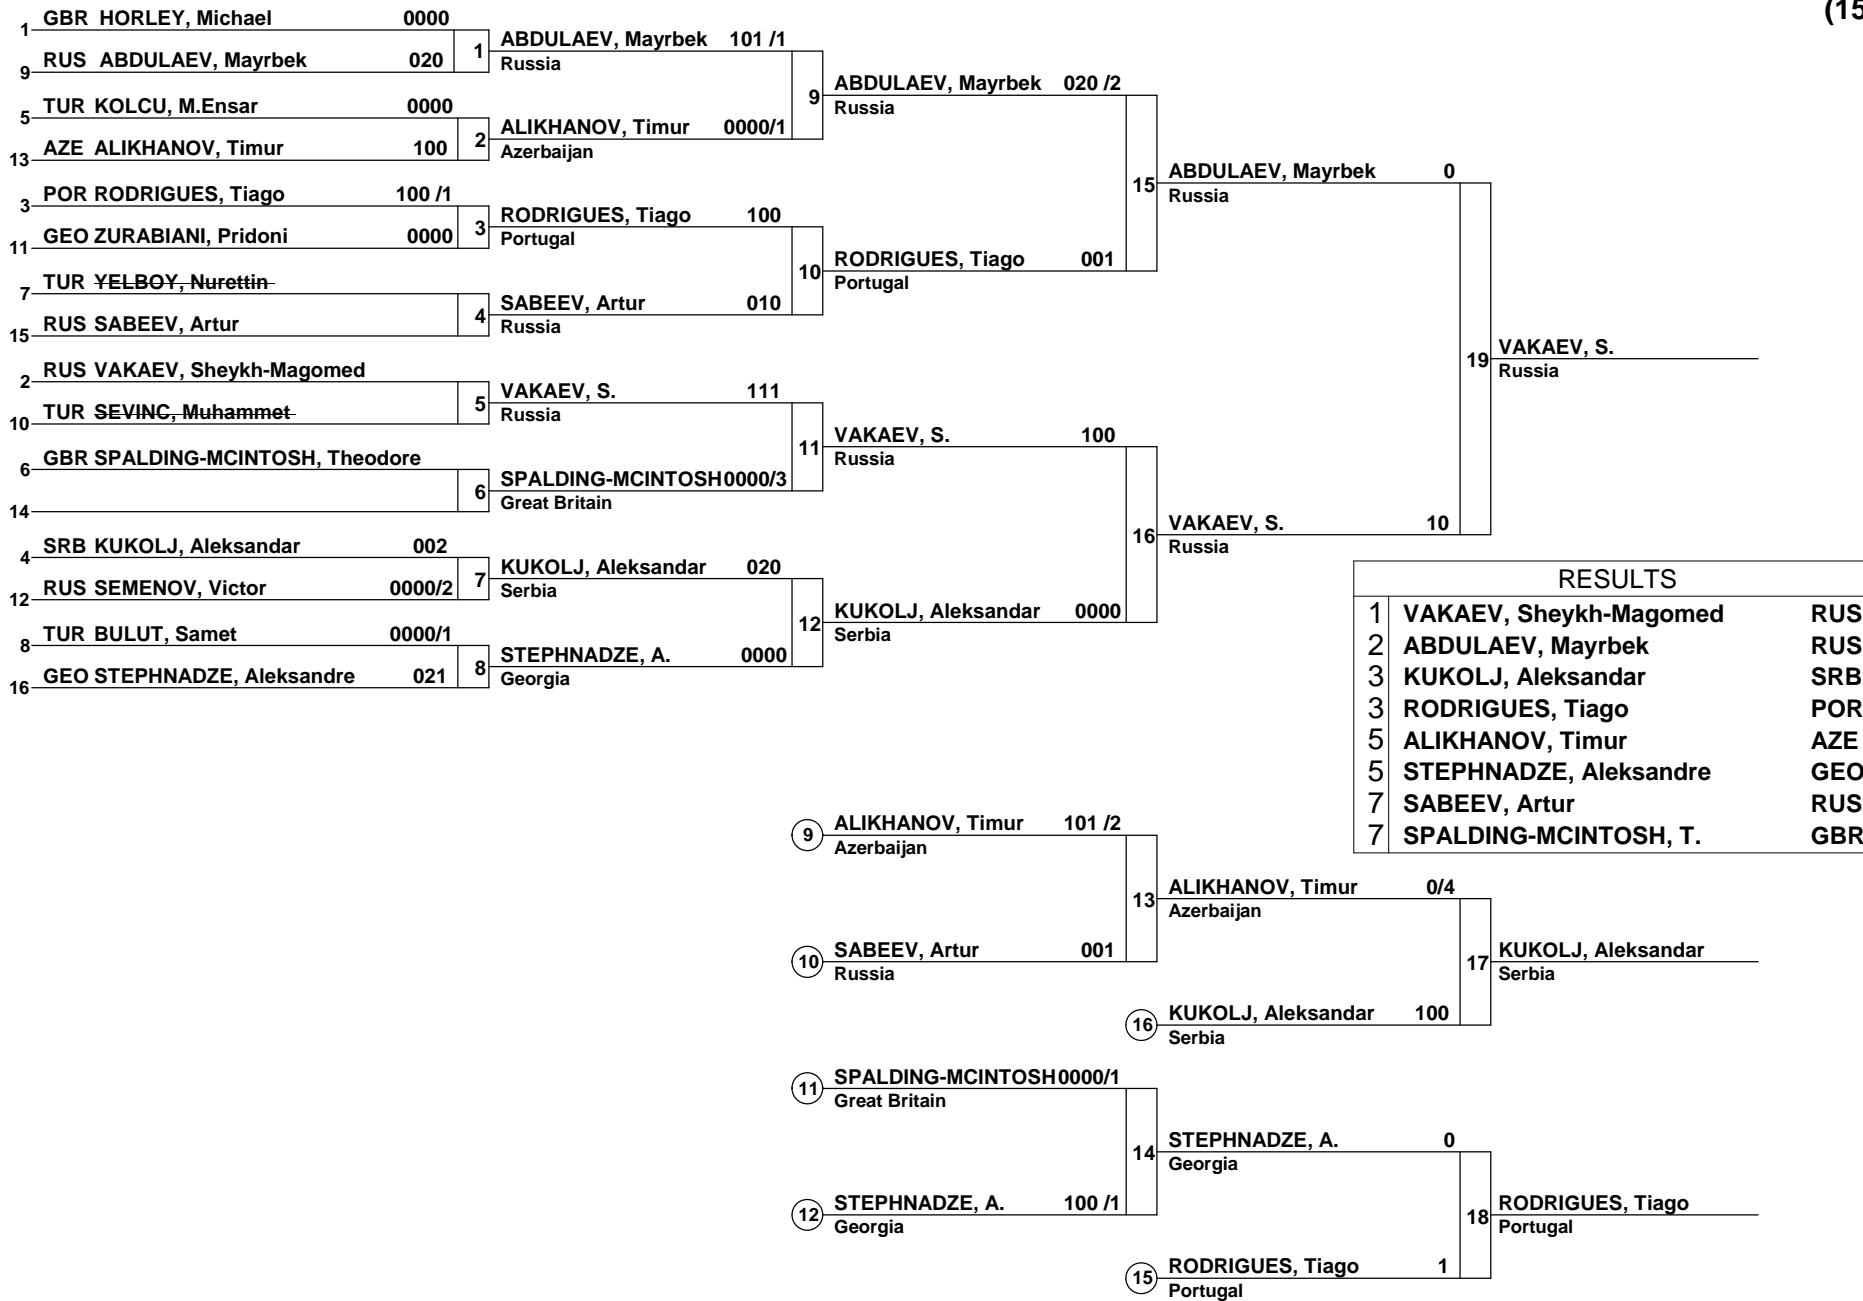 (15
1 GBR HORLEY, Michael 0000
9 RUS ABDULAEV, Mayrbek 020
1
5 TUR KOLCU, M.Ensar 0000
13 AZE ALIKHANOV, Timur 100
2
3 POR RODRIGUES, Tiago 100 /1
11 GEO ZURABIANI, Pridoni 0000
3
7 TUR YELBOY, Nurettin
15 RUS SABEEV, Artur
4
2 RUS VAKAEV, Sheykh-Magomed
10 TUR SEVINC, Muhammet
5
6 GBR SPALDING-MCINTOSH, Theodore
14
6
4 SRB KUKOLJ, Aleksandar 002
12 RUS SEMENOV, Victor 0000/2
7
8 TUR BULUT, Samet 0000/1
16 GEO STEPHNADZE, Aleksandre 021
8
ABDULAEV, Mayrbek 101 /1
Russia
ALIKHANOV, Timur 0000/1
Azerbaijan
9
RODRIGUES, Tiago 100
Portugal
SABEEV, Artur 010
Russia
10
VAKAEV, S. 111
Russia
SPALDING-MCINTOSH 0000/3
Great Britain
11
KUKOLJ, Aleksandar 020
Serbia
STEPHNADZE, A. 0000
Georgia
12
ABDULAEV, Mayrbek 020 /2
Russia
RODRIGUES, Tiago 001
Portugal
15
VAKAEV, S. 100
Russia
KUKOLJ, Aleksandar 0000
Serbia
16
ABDULAEV, Mayrbek 0
Russia
VAKAEV, S. 10
Russia
19
VAKAEV, S.
Russia
RESULTS
1 VAKAEV, Sheykh-Magomed RUS
2 ABDULAEV, Mayrbek RUS
3 KUKOLJ, Aleksandar SRB
3 RODRIGUES, Tiago POR
5 ALIKHANOV, Timur AZE
5 STEPHNADZE, Aleksandre GEO
7 SABEEV, Artur RUS
7 SPALDING-MCINTOSH, T. GBR
9 ALIKHANOV, Timur 101 /2
Azerbaijan
10 SABEEV, Artur 001
Russia
13
ALIKHANOV, Timur 0/4
Azerbaijan
16 KUKOLJ, Aleksandar 100
Serbia
17
KUKOLJ, Aleksandar
Serbia
11 SPALDING-MCINTOSH 0000/1
Great Britain
12 STEPHNADZE, A. 100 /1
Georgia
14
STEPHNADZE, A. 0
Georgia
15 RODRIGUES, Tiago 1
Portugal
18
RODRIGUES, Tiago
Portugal